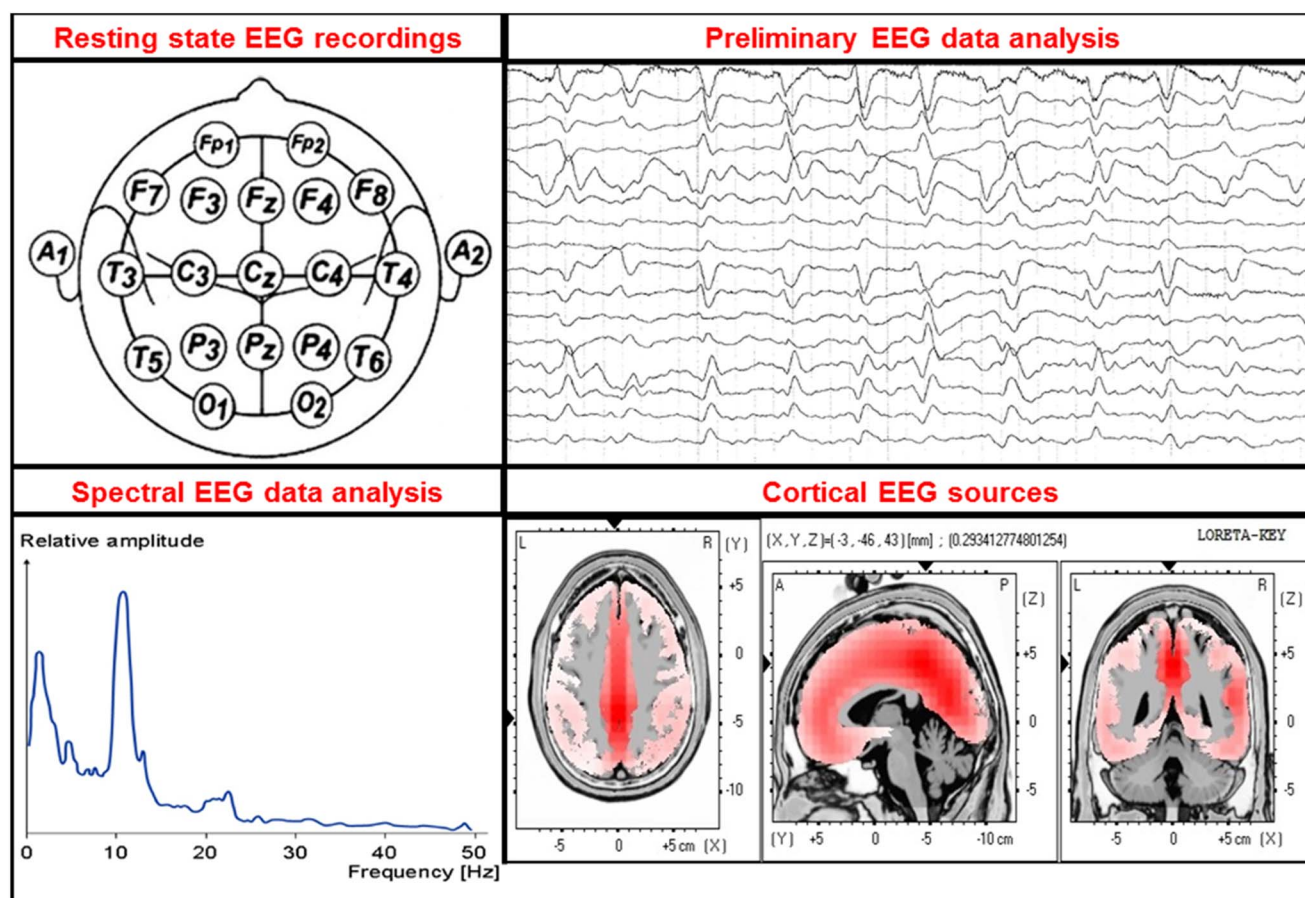 Resting state EEG recordings
Preliminary EEG data analysis
Fp1 Fp2
F7 F3 Fz F4 F8
A1 T3 C3 Cz C4 T4 A2
T5 P3 Pz P4 T6
O1 O2
Spectral EEG data analysis
Cortical EEG sources
Relative amplitude
0 10 20 30 40 50
Frequency [Hz]
(X,Y,Z)=(-3,-46,43)[mm] ; (0.293412774801254)
LORETA-KEY
L R (Y)
+5
0
-5
-10
-5 0 +5 cm (X)
A P (Z)
+5
0
-5
(Y) +5 0 -5 -10 cm
L R (Z)
+5
0
-5
-5 0 +5 cm (X)